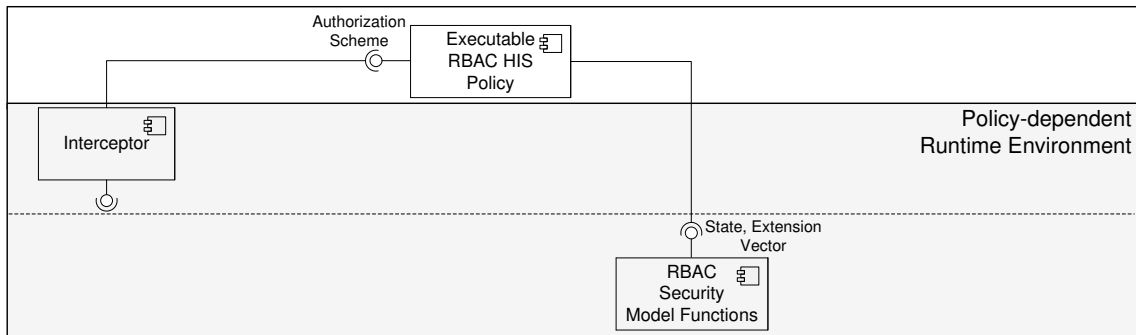 Authorization
Scheme
Executable
RBAC HIS
Policy
Interceptor
Policy-dependent
Runtime Environment
State, Extension
Vector
RBAC
Security
Model Functions